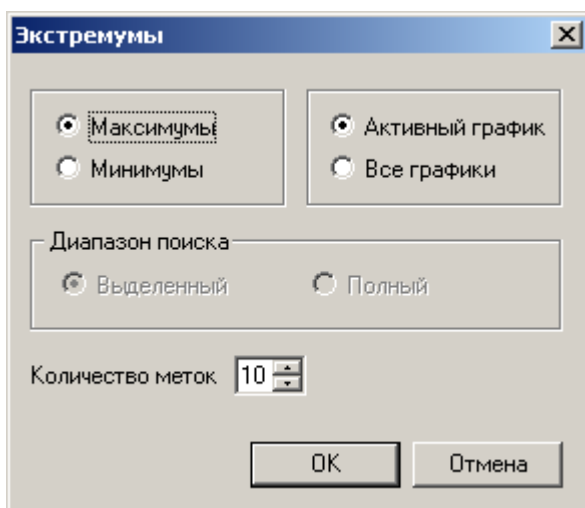 Экстремумы
Максимумы
Минимумы
Активный график
Все графики
Диапазон поиска
Выделенный
Полный
Количество меток 10
OK
Отмена